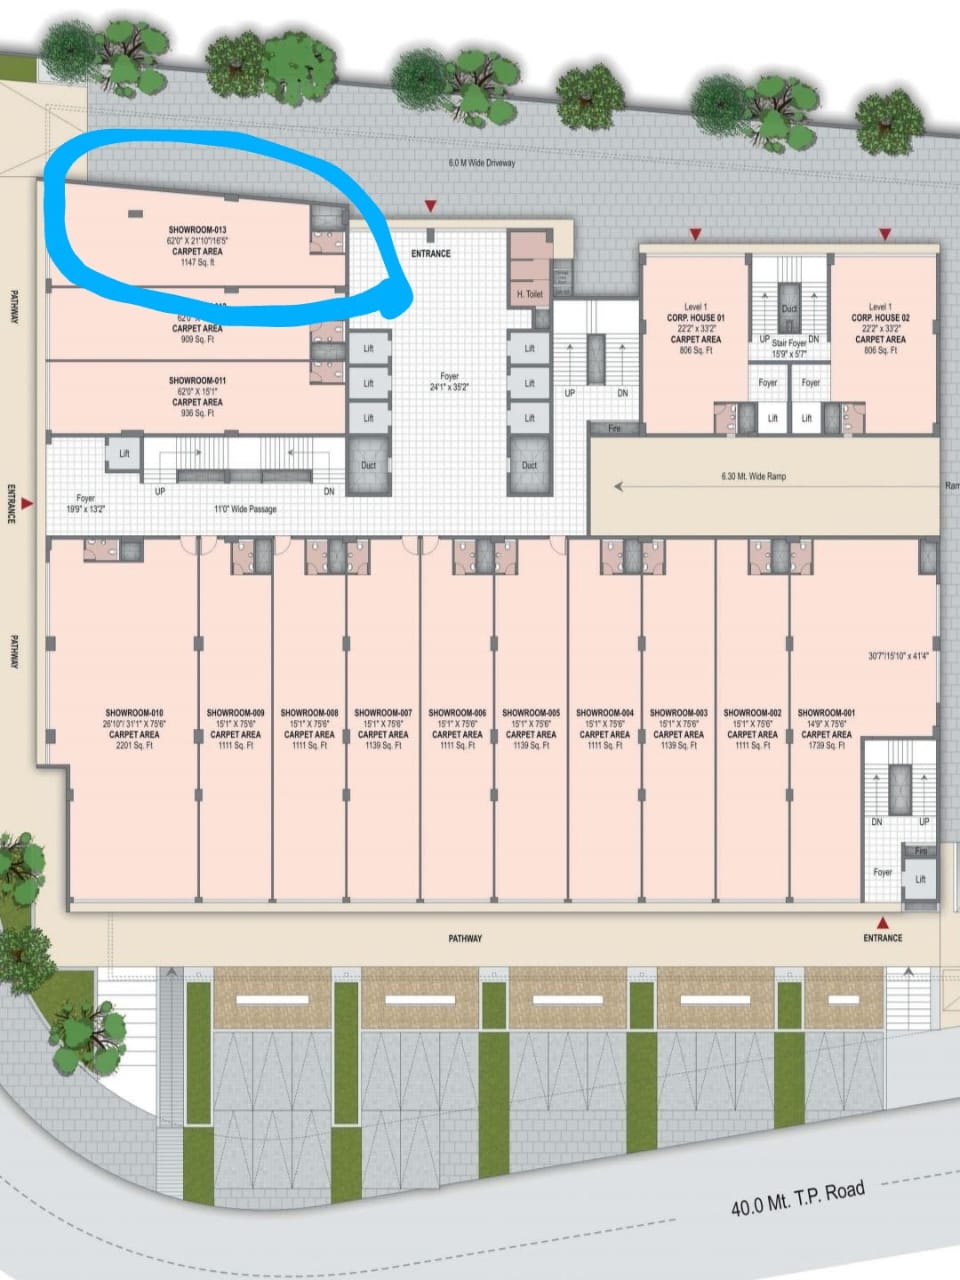 6.0 M Wide Driveway
SHOWROOM-013
62'0" X 21'10"/16'5"
CARPET AREA
1147 Sq. ft
ENTRANCE
H. Toilet
CARPET AREA
909 Sq. Ft
SHOWROOM-011
62'0" X 15'1"
CARPET AREA
936 Sq. Ft
PATHWAY
Lift
Lift
Lift
Duct
Foyer
24'1" x 35'2"
Lift
Lift
Lift
Duct
UP
DN
Fire
Level 1
CORP. HOUSE 01
22'2" x 33'2"
CARPET AREA
806 Sq. Ft
Duct
UP
DN
Stair Foyer
15'9" x 5'7"
Foyer
Foyer
Lift
Lift
Level 1
CORP. HOUSE 02
22'2" x 33'2"
CARPET AREA
806 Sq. Ft
Lift
UP
DN
Foyer
19'9" x 13'2"
11'0" Wide Passage
ENTRANCE
6.30 Mt. Wide Ramp
Ram
PATHWAY
30'7"/15'10" x 41'4"
SHOWROOM-010
26'10"/ 31'1" X 75'6"
CARPET AREA
2201 Sq. Ft
SHOWROOM-009
15'1" X 75'6"
CARPET AREA
1111 Sq. Ft
SHOWROOM-008
15'1" X 75'6"
CARPET AREA
1111 Sq. Ft
SHOWROOM-007
15'1" X 75'6"
CARPET AREA
1139 Sq. Ft
SHOWROOM-006
15'1" X 75'6"
CARPET AREA
1111 Sq. Ft
SHOWROOM-005
15'1" X 75'6"
CARPET AREA
1139 Sq. Ft
SHOWROOM-004
15'1" X 75'6"
CARPET AREA
1111 Sq. Ft
SHOWROOM-003
15'1" X 75'6"
CARPET AREA
1139 Sq. Ft
SHOWROOM-002
15'1" X 75'6"
CARPET AREA
1111 Sq. Ft
SHOWROOM-001
14'9" X 75'6"
CARPET AREA
1739 Sq. Ft
DN
UP
Fire
Foyer
Lift
PATHWAY
ENTRANCE
40.0 Mt. T.P. Road